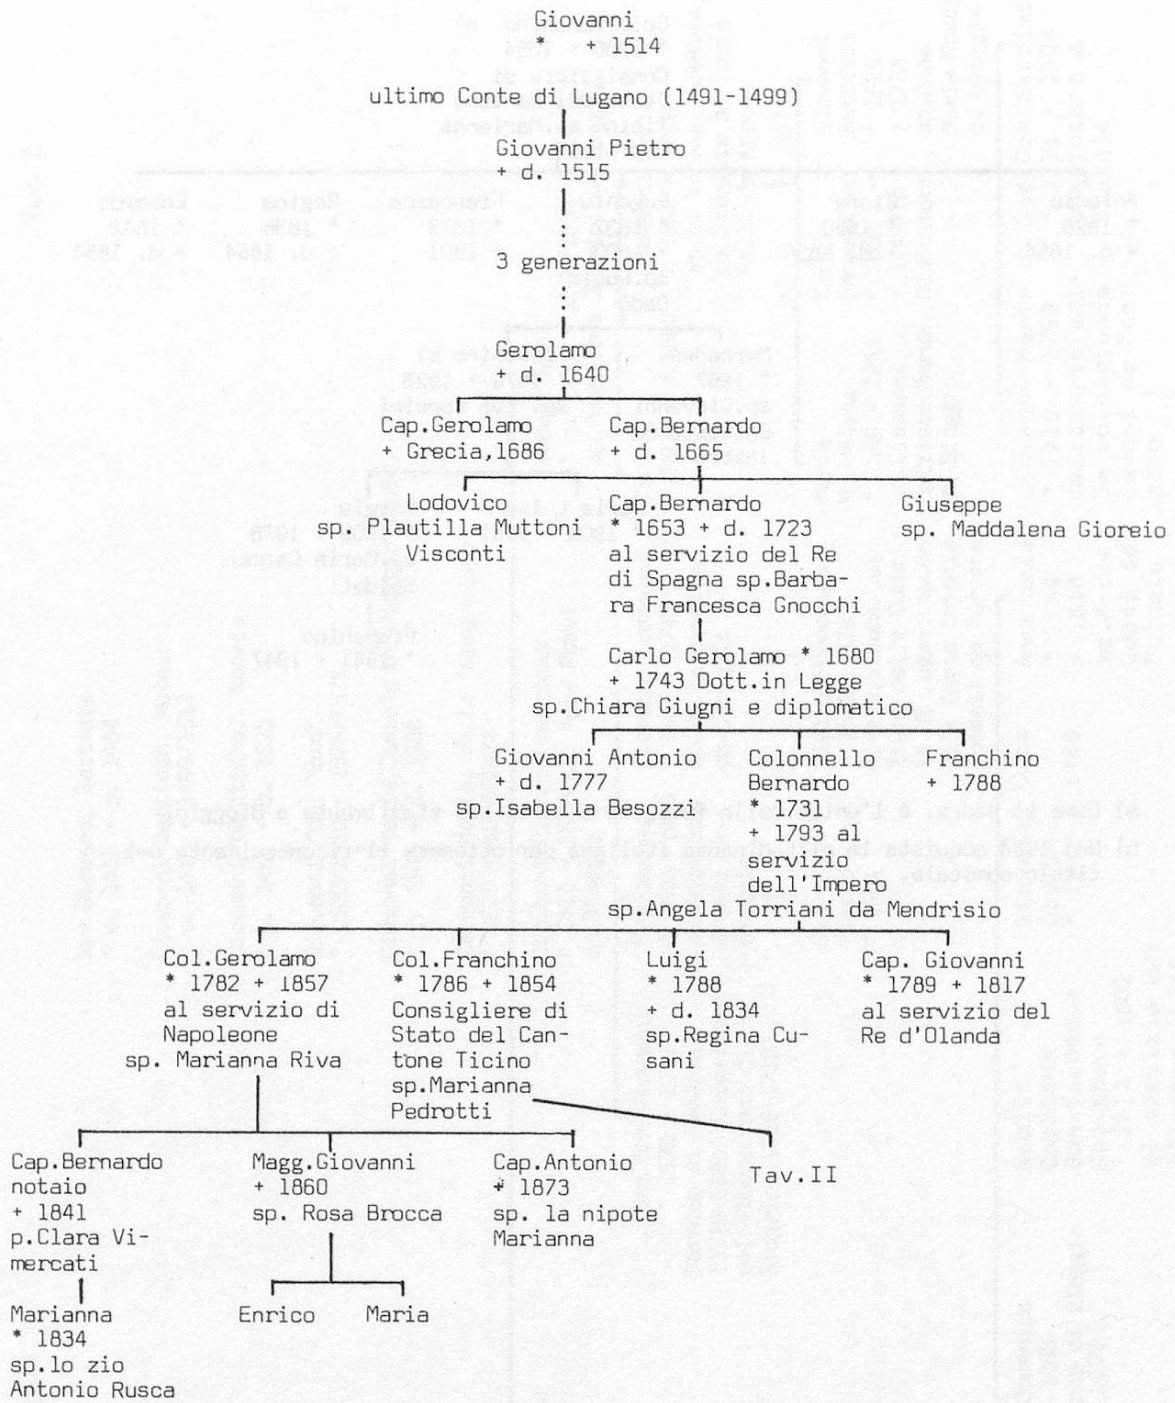 Giovanni
* + 1514
ultimo Conte di Lugano (1491-1499)
Giovanni Pietro
+ d. 1515
3 generazioni
Gerolamo
+ d. 1640
Cap.Gerolamo
+ Grecia,1686
Cap.Bernardo
+ d. 1665
Lodovico
sp. Plautilla Muttoni
Visconti
Cap.Bernardo
* 1653 + d. 1723
al servizio del Re
di Spagna sp.Barba-
ra Francesca Gnocchi
Giuseppe
sp. Maddalena Gioreio
Carlo Gerolamo * 1680
+ 1743 Dott.in Legge
sp.Chiara Giugni e diplomatico
Giovanni Antonio
+ d. 1777
sp.Isabella Besozzi
Colonnello
Bernardo
* 1731
+ 1793 al
servizio
dell'Impero
sp.Angela Torriani da Mendrisio
Franchino
+ 1788
Col.Gerolamo
* 1782 + 1857
al servizio di
Napoleone
sp. Marianna Riva
Col.Franchino
* 1786 + 1854
Consigliere di
Stato del Can-
tone Ticino
sp.Marianna
Pedrotti
Luigi
* 1788
+ d. 1834
sp.Regina Cu-
sani
Cap. Giovanni
* 1789 + 1817
al servizio del
Re d'Olanda
Cap.Bernardo
notaio
+ 1841
p.Clara Vi-
mercati
Magg.Giovanni
+ 1860
sp. Rosa Brocca
Cap.Antonio
+ 1873
sp. la nipote
Marianna
Tav.II
Marianna
* 1834
sp.lo zio
Antonio Rusca
Enrico
Maria